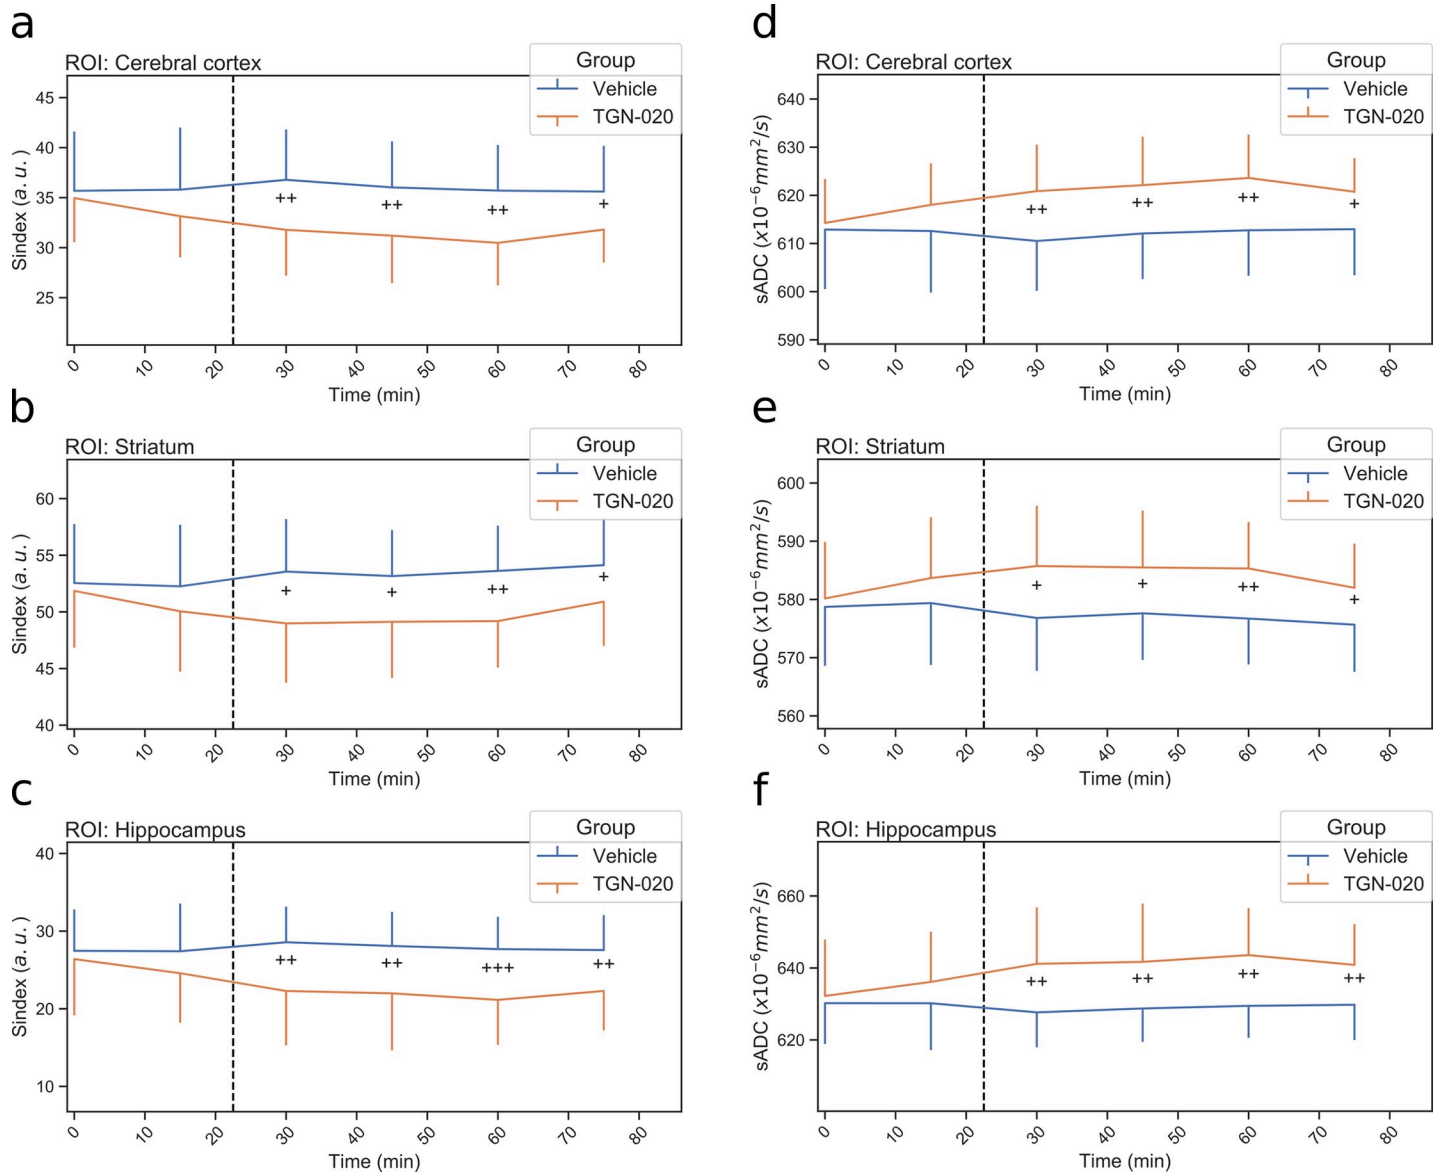 a
ROI: Cerebral cortex
Group
Vehicle
TGN-020
45
40
35
30
25
Sindex (a. u. )
++
++
++
+
0
10
20
30
40
50
60
70
80
Time (min)
d
ROI: Cerebral cortex
Group
Vehicle
TGN-020
640
630
620
610
600
590
sADC (x10⁻⁶mm²/s)
++
++
++
+
0
10
20
30
40
50
60
70
80
Time (min)
b
ROI: Striatum
Group
Vehicle
TGN-020
60
55
50
45
40
Sindex (a. u. )
+
+
++
+
0
10
20
30
40
50
60
70
80
Time (min)
e
ROI: Striatum
Group
Vehicle
TGN-020
600
590
580
570
560
sADC (x10⁻⁶mm²/s)
+
+
++
+
0
10
20
30
40
50
60
70
80
Time (min)
c
ROI: Hippocampus
Group
Vehicle
TGN-020
40
30
20
10
Sindex (a. u. )
++
++
+++
++
0
10
20
30
40
50
60
70
80
Time (min)
f
ROI: Hippocampus
Group
Vehicle
TGN-020
660
640
620
sADC (x10⁻⁶mm²/s)
++
++
++
++
0
10
20
30
40
50
60
70
80
Time (min)